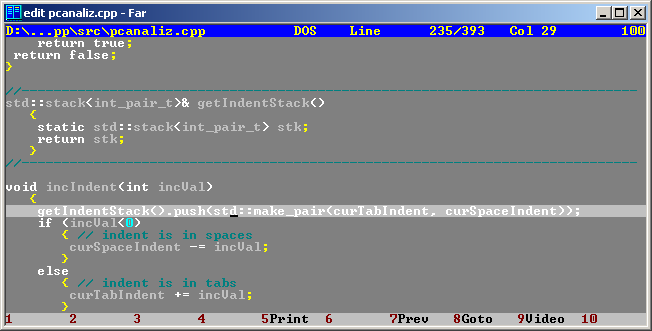 edit pcanaliz.cpp - Far
D:\...pp\src\pcanaliz.cpp DOS Line 235/393 Col 29 100
return true;
return false;
}
//------------------------------------------------------------------------------
std::stack<int_pair_t>& getIndentStack()
{
static std::stack<int_pair_t> stk;
return stk;
}
//------------------------------------------------------------------------------
void incIndent(int incVal)
{
getIndentStack().push(std::make_pair(curTabIndent, curSpaceIndent));
if (incVal<0)
{ // indent is in spaces
curSpaceIndent -= incVal;
}
else
{ // indent is in tabs
curTabIndent += incVal;
}
1 2 3 4 5Print 6 7Prev 8Goto 9Video 10